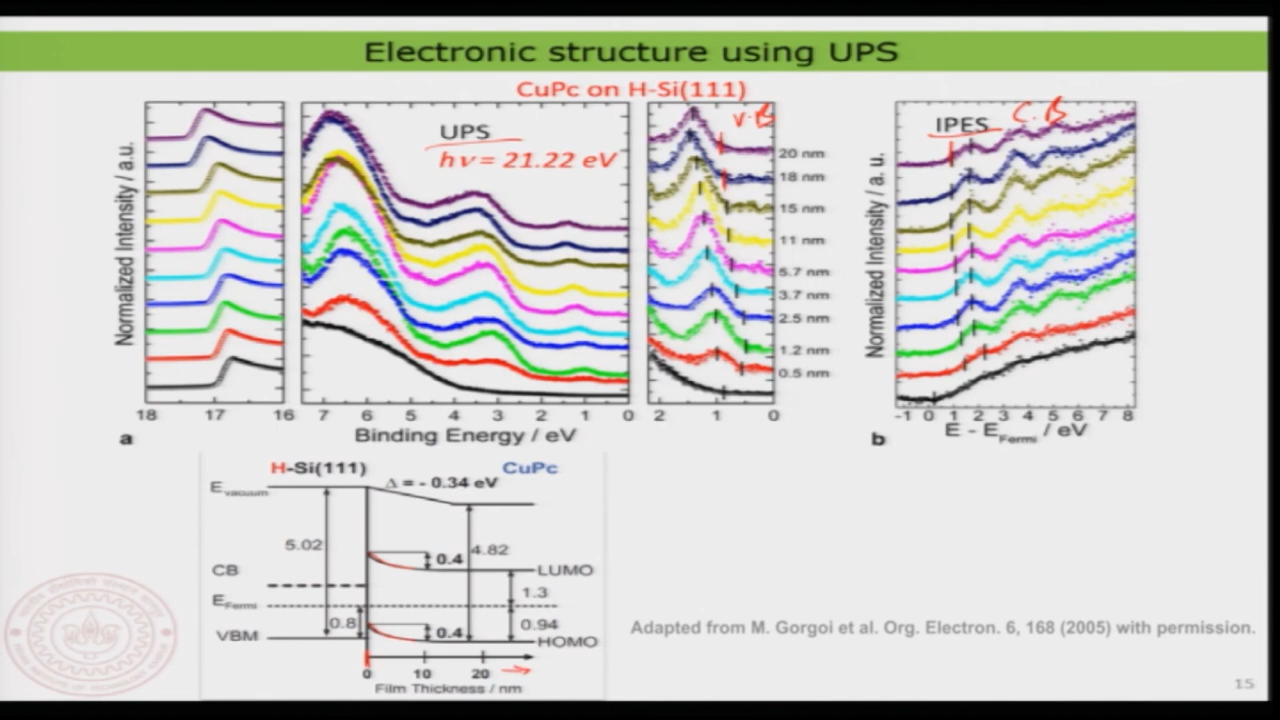 Electronic structure using UPS
CuPc on H-Si(111)
UPS
hν = 21.22 eV
V.B
IPES
C.B
20 nm
18 nm
15 nm
11 nm
5.7 nm
3.7 nm
2.5 nm
1.2 nm
0.5 nm
Normalized Intensity / a.u.
Normalized Intensity / a. u.
18 17 16
7 6 5 4 3 2 1 0
2 1 0
-1 0 1 2 3 4 5 6 7 8
a
Binding Energy / eV
b
E - EFermi / eV
H-Si(111)
CuPc
Evacuum
Δ = - 0.34 eV
5.02
0.4
4.82
CB
LUMO
1.3
EFermi
0.8
0.4
0.94
VBM
HOMO
0 10 20
Film Thickness / nm
Adapted from M. Gorgoi et al. Org. Electron. 6, 168 (2005) with permission.
15